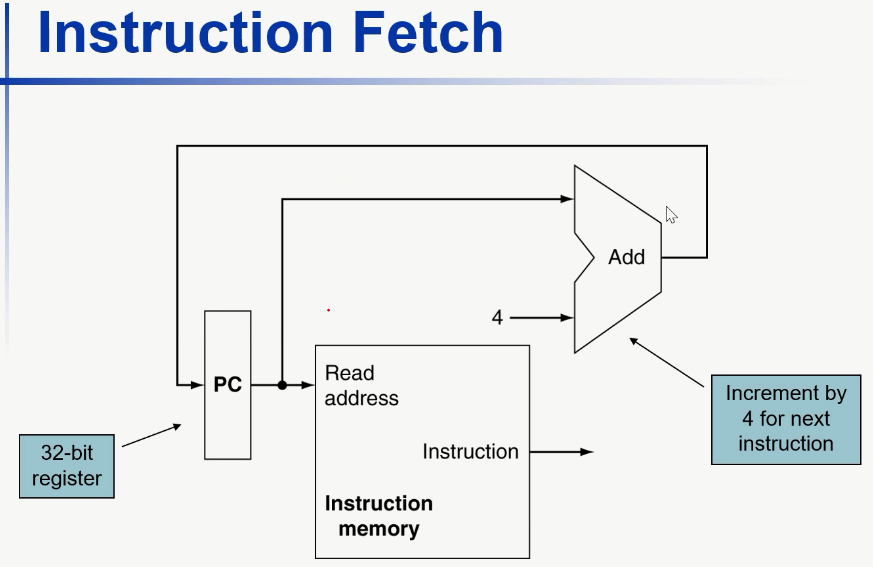 Instruction Fetch
Add
4
PC
Read
address
Instruction
Instruction
memory
32-bit
register
Increment by
4 for next
instruction